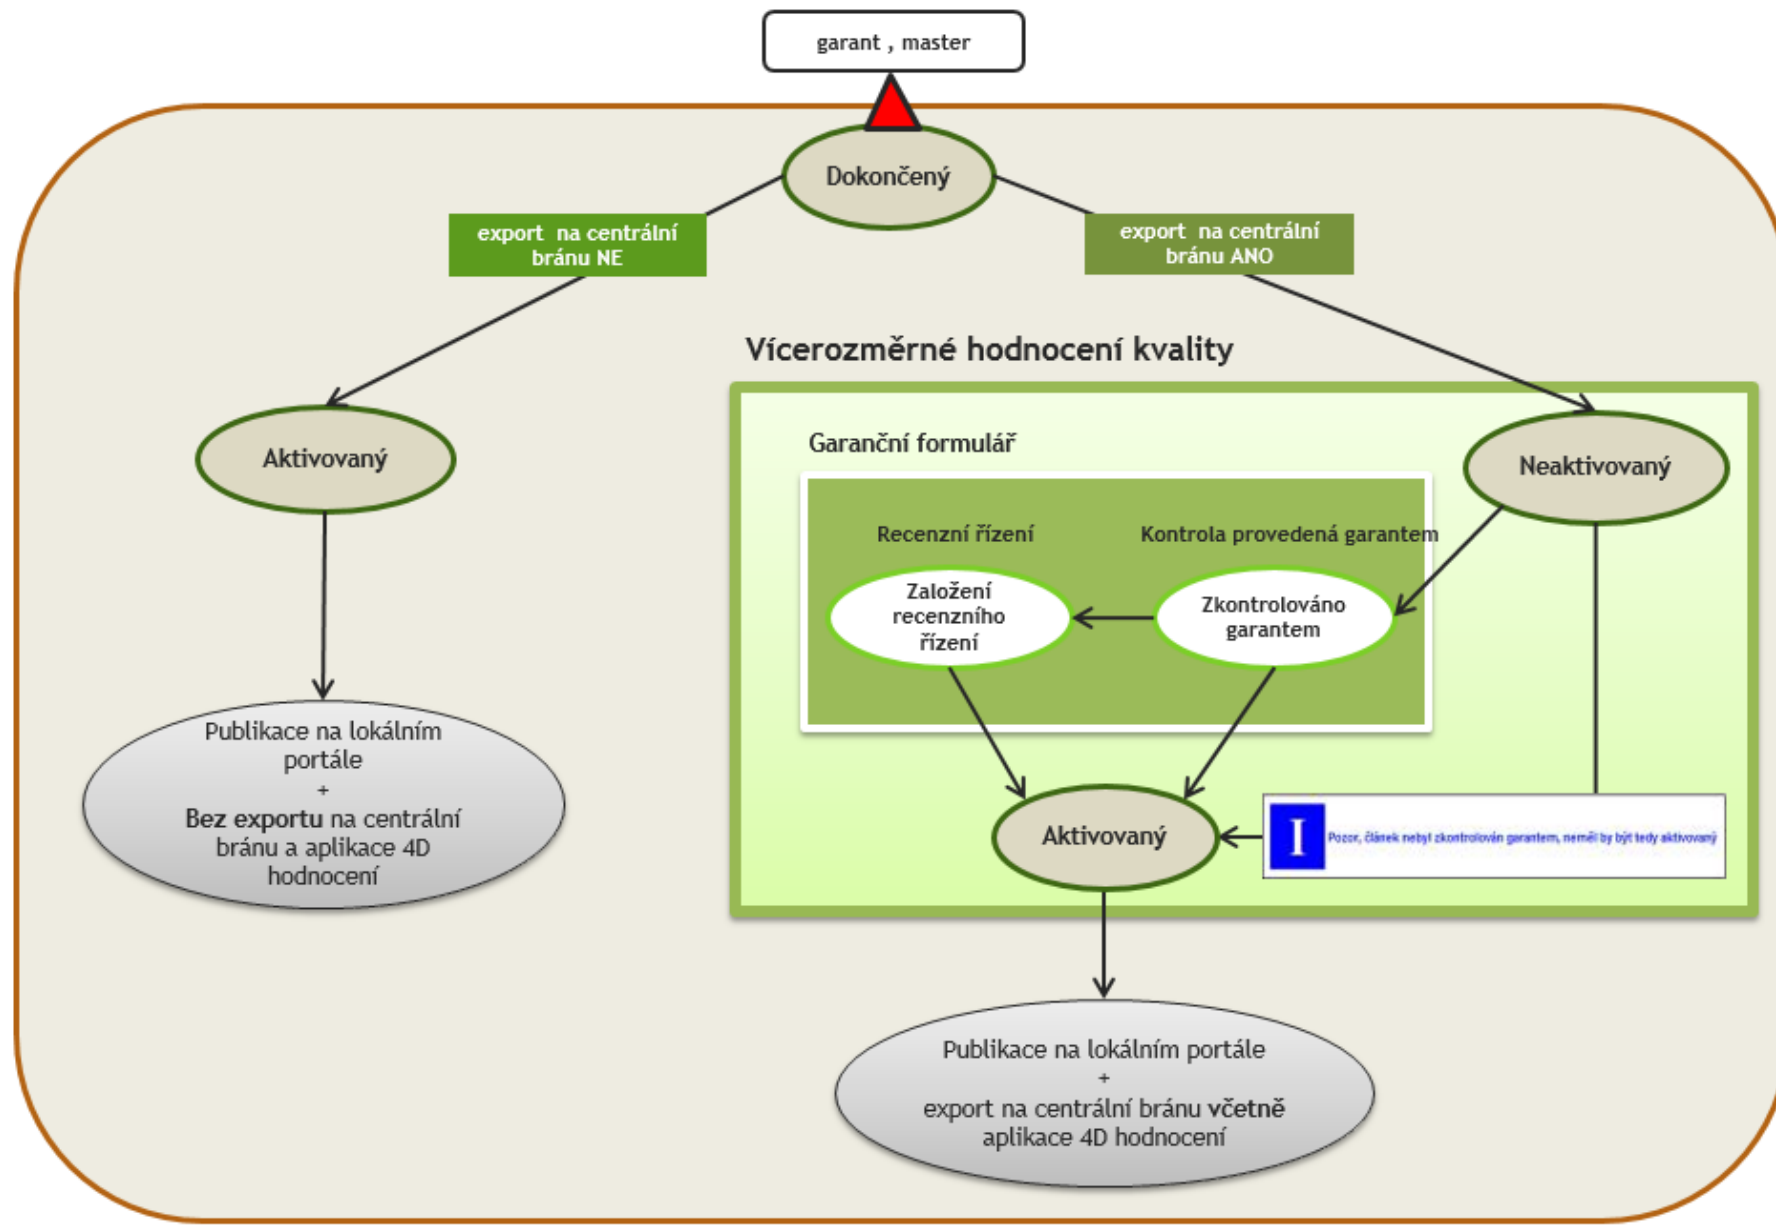 garant , master
Dokončený
export na centrální
bránu NE
export na centrální
bránu ANO
Vícerozměrné hodnocení kvality
Aktivovaný
Garanční formulář
Neaktivovaný
Recenzní řízení
Kontrola provedená garantem
Založení
recenzního
řízení
Zkontrolováno
garantem
Publikace na lokálním
portále
+
Bez exportu na centrální
bránu a aplikace 4D
hodnocení
Aktivovaný
I
Pozor, článek nebyl zkontrolován garantem, neměl by být tedy aktivovaný
Publikace na lokálním portále
+
export na centrální bránu včetně
aplikace 4D hodnocení